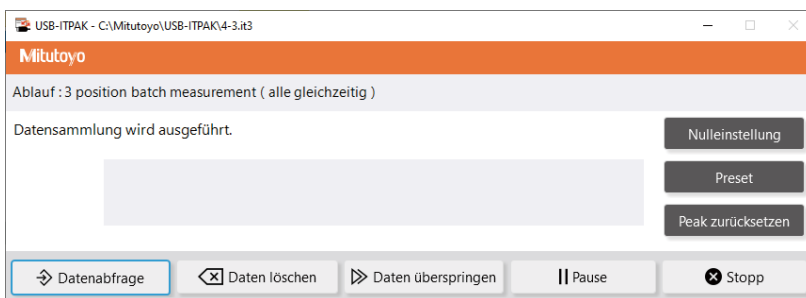 USB-ITPAK - C:\Mitutoyo\USB-ITPAK\4-3.it3
Mitutoyo
Ablauf : 3 position batch measurement ( alle gleichzeitig )
Datensammlung wird ausgeführt.
Nulleinstellung
Preset
Peak zurücksetzen
Datenabfrage Daten löschen Daten überspringen Pause Stopp